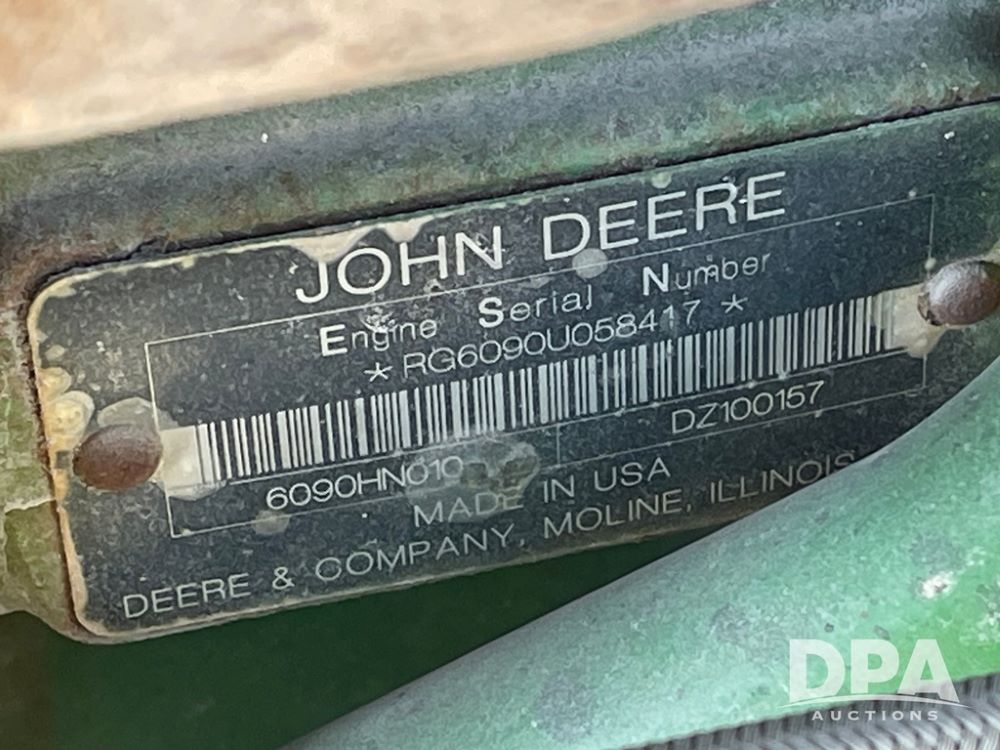 JOHN DEERE
Engine Serial Number
*RG6090U058417*
6090HN010 DZ100157
MADE IN USA
DEERE & COMPANY, MOLINE, ILLINOIS
DPA
AUCTIONS